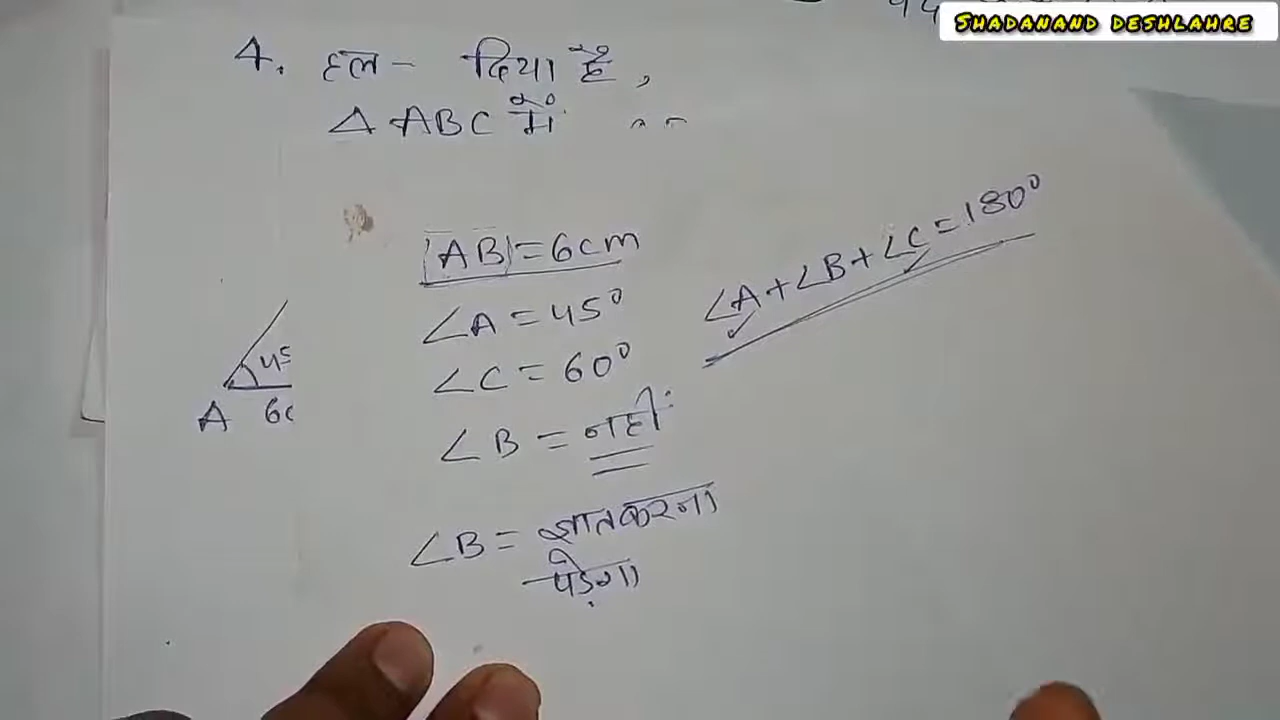 SHADANAND DESHLAHRE
4. हल - दिया है,
△ ABC में
AB = 6cm
∠A = 45°
∠C = 60°
∠B = नहीं
∠A + ∠B + ∠C = 180°
45
A 6c
∠B = ज्ञात करना
पड़ेगा